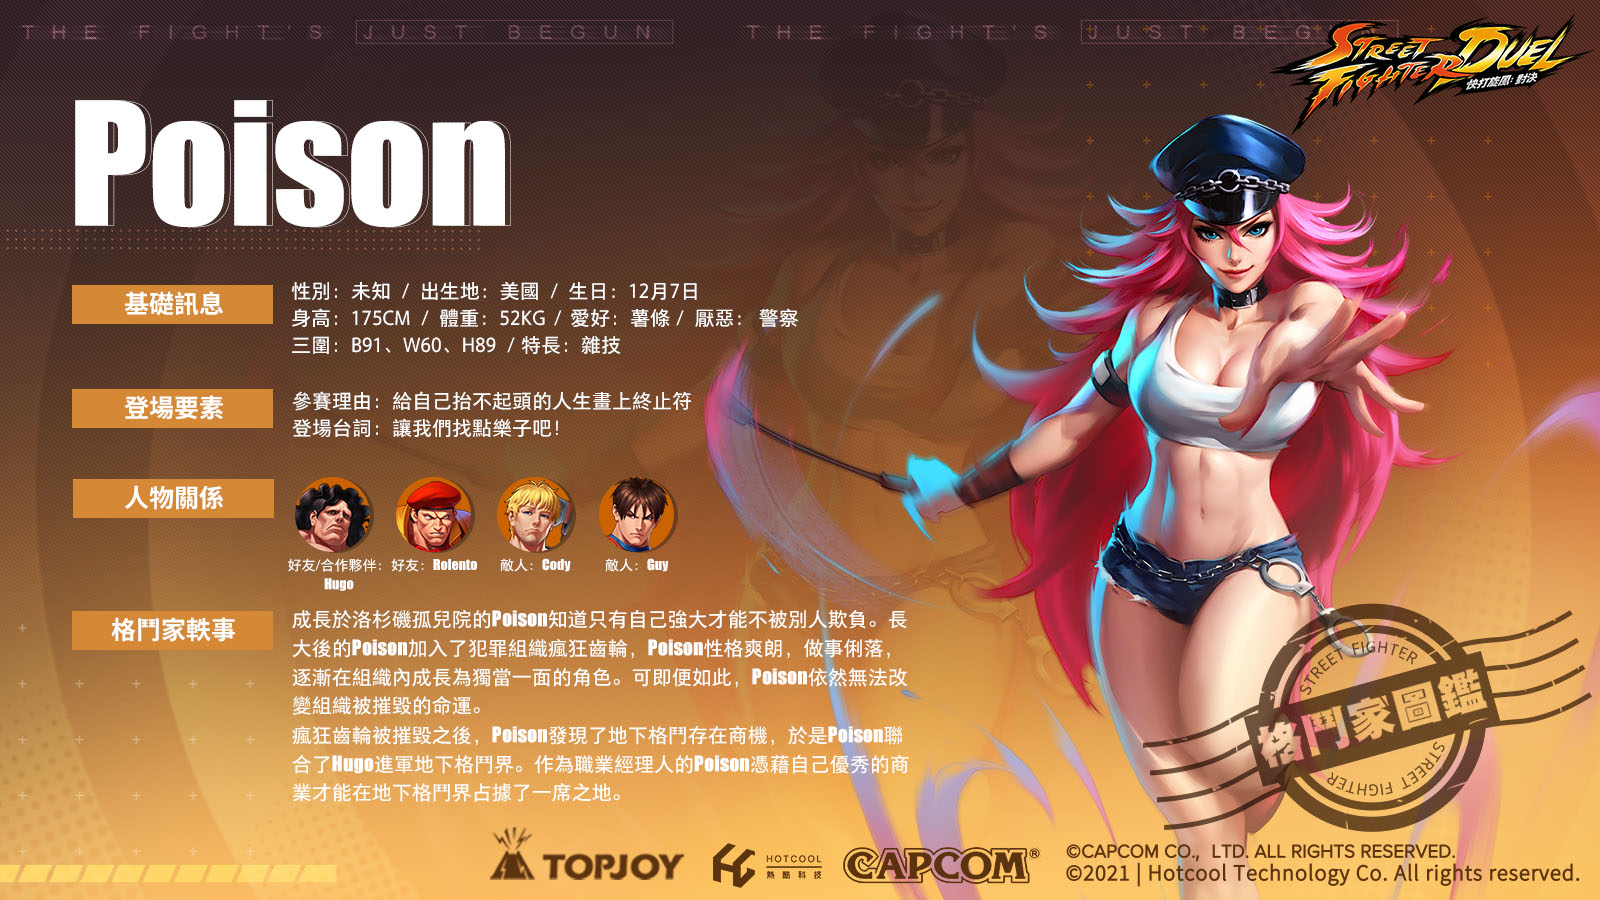 THE FIGHT'S JUST BEGUN THE FIGHT'S JUST BEG
STREET FIGHTER DUEL
快打旋風:對決
Poison
基礎訊息
性別：未知 / 出生地：美國 / 生日：12月7日
身高：175CM / 體重：52KG / 愛好：薯條 / 厭惡：警察
三圍：B91、W60、H89 / 特長：雜技
登場要素
參賽理由：給自己抬不起頭的人生畫上終止符
登場台詞：讓我們找點樂子吧!
人物關係
好友/合作夥伴：Hugo
好友：Rolento
敵人：Cody
敵人：Guy
格鬥家軼事
成長於洛杉磯孤兒院的Poison知道只有自己強大才能不被別人欺負。長
大後的Poison加入了犯罪組織瘋狂齒輪，Poison性格爽朗，做事俐落，
逐漸在組織內成長為獨當一面的角色。可即便如此，Poison依然無法改
變組織被摧毀的命運。
瘋狂齒輪被摧毀之後，Poison發現了地下格鬥存在商機，於是Poison聯
合了Hugo進軍地下格鬥界。作為職業經理人的Poison憑藉自己優秀的商
業才能在地下格鬥界占據了一席之地。
STREET FIGHTER
格鬥家圖鑑
STREET FIGHTER
TOPJOY
HOTCOOL
熱酷科技
CAPCOM®
©CAPCOM CO., LTD. ALL RIGHTS RESERVED.
©2021 | Hotcool Technology Co. All rights reserved.